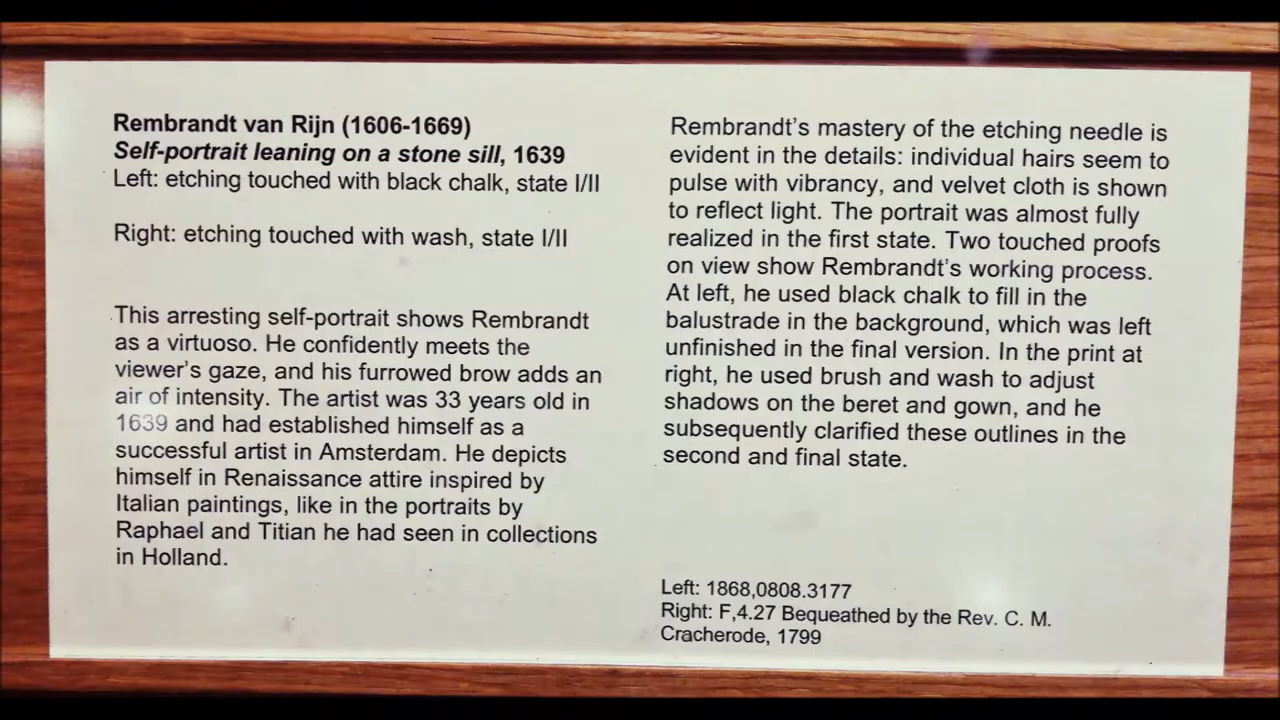 Rembrandt van Rijn (1606-1669)
Self-portrait leaning on a stone sill, 1639
Left: etching touched with black chalk, state I/II
Right: etching touched with wash, state I/II
This arresting self-portrait shows Rembrandt
as a virtuoso. He confidently meets the
viewer's gaze, and his furrowed brow adds an
air of intensity. The artist was 33 years old in
1639 and had established himself as a
successful artist in Amsterdam. He depicts
himself in Renaissance attire inspired by
Italian paintings, like in the portraits by
Raphael and Titian he had seen in collections
in Holland.
Rembrandt's mastery of the etching needle is
evident in the details: individual hairs seem to
pulse with vibrancy, and velvet cloth is shown
to reflect light. The portrait was almost fully
realized in the first state. Two touched proofs
on view show Rembrandt's working process.
At left, he used black chalk to fill in the
balustrade in the background, which was left
unfinished in the final version. In the print at
right, he used brush and wash to adjust
shadows on the beret and gown, and he
subsequently clarified these outlines in the
second and final state.
Left: 1868,0808.3177
Right: F,4.27 Bequeathed by the Rev. C. M.
Cracherode, 1799